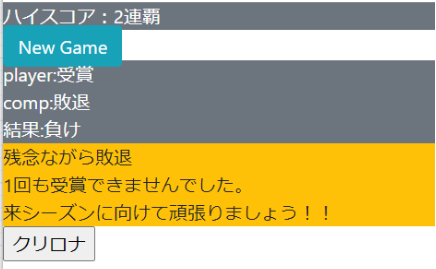 ハイスコア：2連覇
New Game
player:受賞
comp:敗退
結果:負け
残念ながら敗退
1回も受賞できませんでした。
来シーズンに向けて頑張りましょう！！
クリロナ